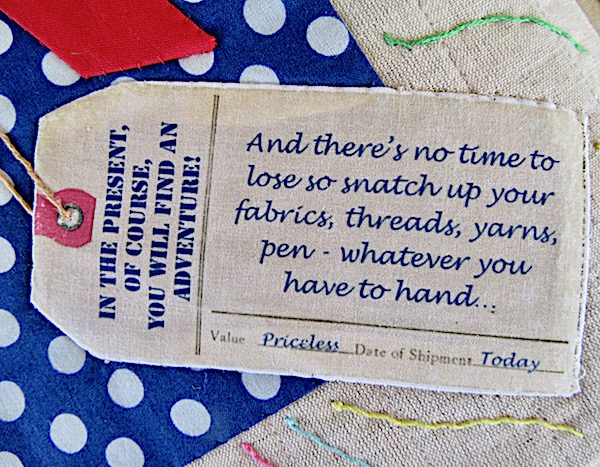 IN THE PRESENT,
OF COURSE,
YOU WILL FIND AN
ADVENTURE!
And there's no time to
lose so snatch up your
fabrics, threads, yarns,
pen - whatever you
have to hand...
Value Priceless Date of Shipment Today